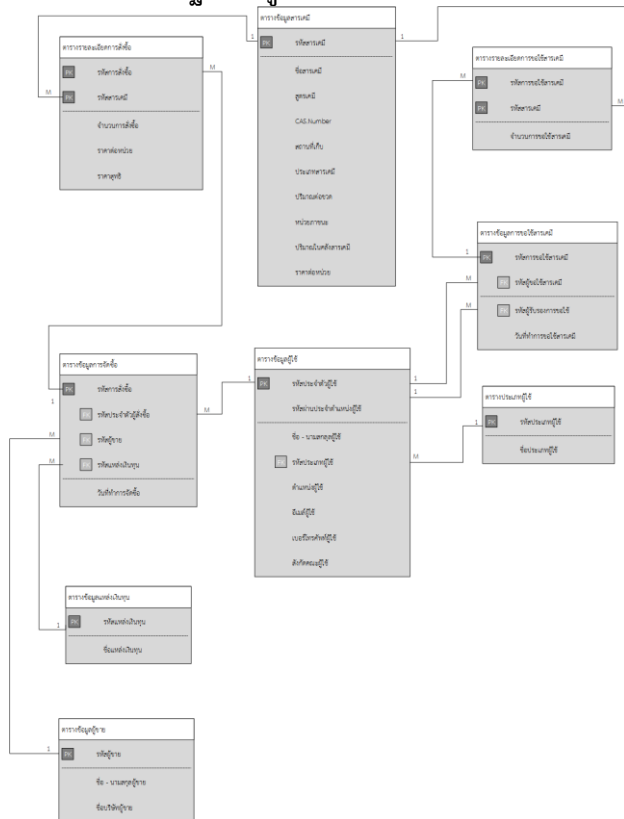 ตารางข้อมูลสารเคมี
PK รหัสสารเคมี
ชื่อสารเคมี
สูตรเคมี
CAS Number
สถานที่เก็บ
ประเภทสารเคมี
ปริมาณต่อขวด
หน่วยภาชนะ
ปริมาณในคลังสารเคมี
ราคาต่อหน่วย
1
1
ตารางรายละเอียดการสั่งซื้อ
PK รหัสการสั่งซื้อ
PK รหัสสารเคมี
จำนวนการสั่งซื้อ
ราคาต่อหน่วย
ราคาสุทธิ
M
M
ตารางรายละเอียดการขอใช้สารเคมี
PK รหัสการขอใช้สารเคมี
PK รหัสสารเคมี
จำนวนการขอใช้สารเคมี
M
M
ตารางข้อมูลการขอใช้สารเคมี
PK รหัสการขอใช้สารเคมี
รหัสผู้ขอใช้สารเคมี
รหัสผู้รับรองการขอใช้
วันที่ทำการขอใช้สารเคมี
1
M
M
ตารางข้อมูลการจัดซื้อ
PK รหัสการสั่งซื้อ
รหัสประจำตัวผู้สั่งซื้อ
รหัสผู้ขาย
รหัสแหล่งเงินทุน
วันที่ทำการจัดซื้อ
1
M
M
M
ตารางข้อมูลผู้ใช้
PK รหัสประจำตัวผู้ใช้
รหัสผ่านประจำตำแหน่งผู้ใช้
ชื่อ - นามสกุลผู้ใช้
รหัสประเภทผู้ใช้
ตำแหน่งผู้ใช้
อีเมล์ผู้ใช้
เบอร์โทรศัพท์ผู้ใช้
สังกัดคณะผู้ใช้
1
1
1
M
ตารางประเภทผู้ใช้
PK รหัสประเภทผู้ใช้
ชื่อประเภทผู้ใช้
1
ตารางข้อมูลแหล่งเงินทุน
PK รหัสแหล่งเงินทุน
ชื่อแหล่งเงินทุน
1
ตารางข้อมูลผู้ขาย
PK รหัสผู้ขาย
ชื่อ - นามสกุลผู้ขาย
ชื่อบริษัทผู้ขาย
1